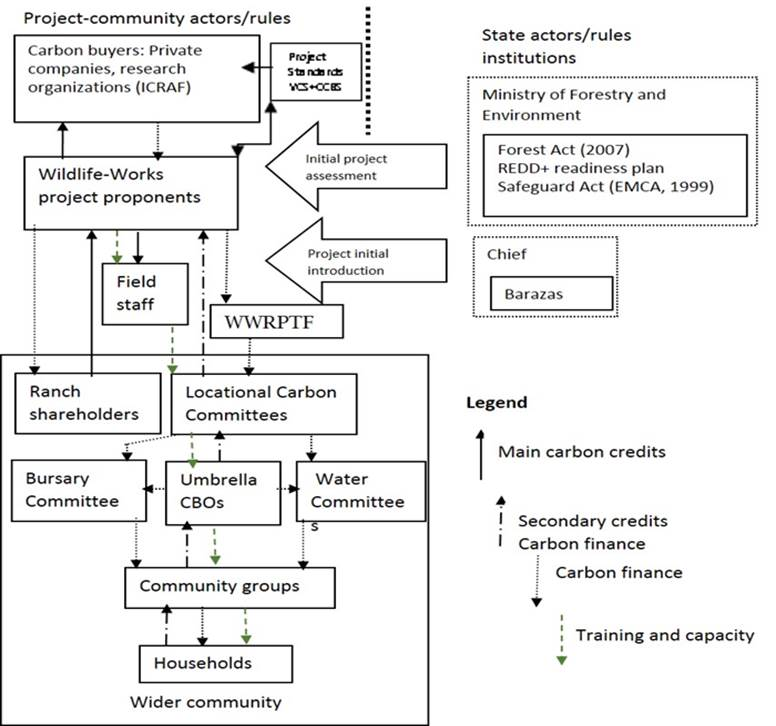 Project-community actors/rules
Carbon buyers: Private
companies, research
organizations (ICRAF)
Project
Standards
VCS+CCBS
Wildlife-Works
project proponents
Initial project
assessment
Project initial
introduction
Field
staff
WWRPTF
Ranch
shareholders
Locational Carbon
Committees
Bursary
Committee
Umbrella
CBOs
Water
Committee
s
Community groups
Households
Wider community
State actors/rules
institutions
Ministry of Forestry and
Environment
Forest Act (2007)
REDD+ readiness plan
Safeguard Act (EMCA, 1999)
Chief
Barazas
Legend
Main carbon credits
Secondary credits
Carbon finance
Carbon finance
Training and capacity